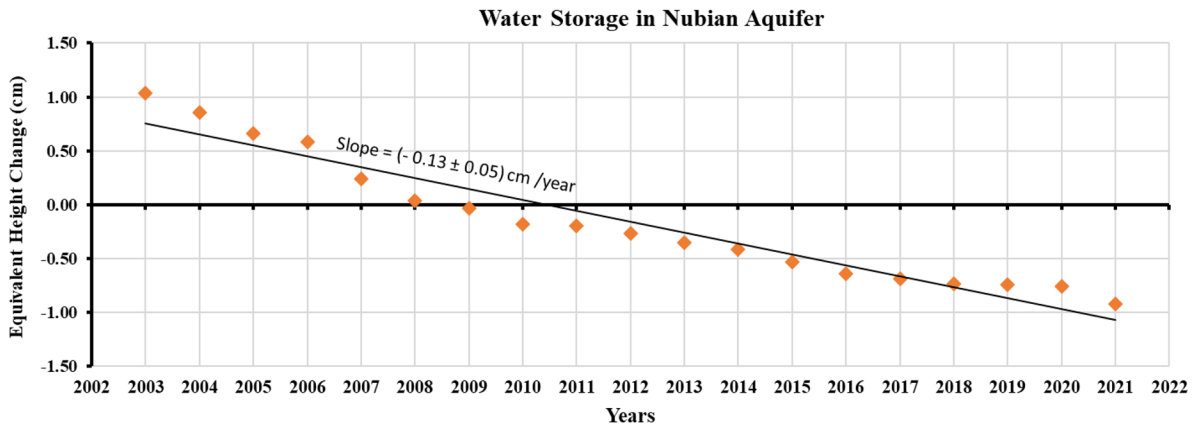 Water Storage in Nubian Aquifer
Equivalent Height Change (cm)
1.50
1.00
0.50
0.00
-0.50
-1.00
-1.50
Slope = (- 0.13 ± 0.05) cm /year
2002 2003 2004 2005 2006 2007 2008 2009 2010 2011 2012 2013 2014 2015 2016 2017 2018 2019 2020 2021 2022
Years